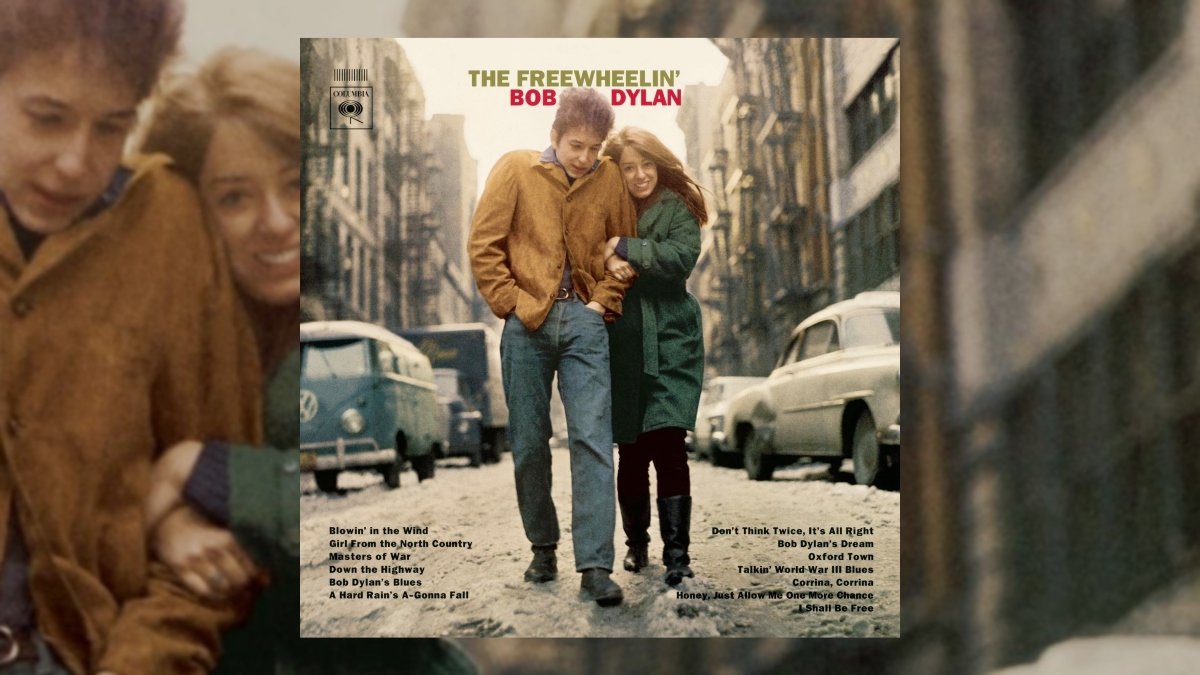 COLUMBIA
THE FREEWHEELIN'
BOB DYLAN
Blowin' in the Wind
Girl From the North Country
Masters of War
Down the Highway
Bob Dylan's Blues
A Hard Rain's A-Gonna Fall
Don't Think Twice, It's All Right
Bob Dylan's Dream
Oxford Town
Talkin' World War III Blues
Corrina, Corrina
Honey, Just Allow Me One More Chance
I Shall Be Free